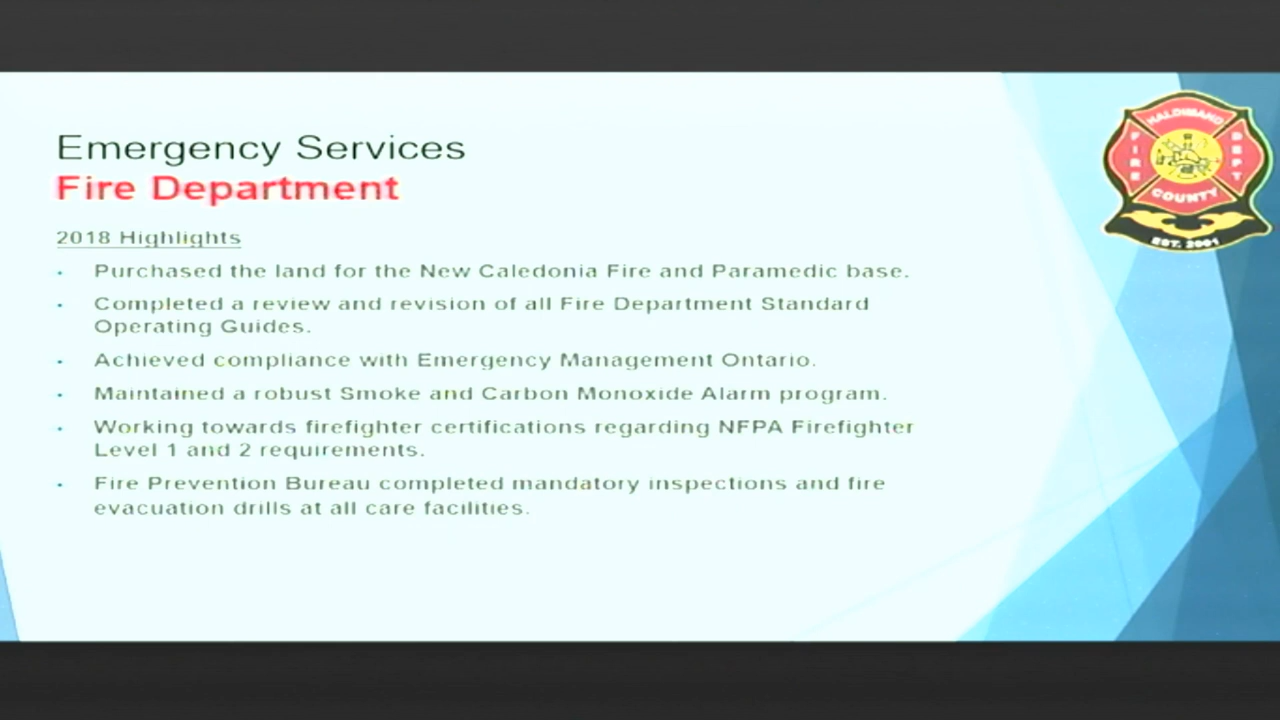 Emergency Services
Fire Department
2018 Highlights
• Purchased the land for the New Caledonia Fire and Paramedic base.
• Completed a review and revision of all Fire Department Standard
Operating Guides.
• Achieved compliance with Emergency Management Ontario.
• Maintained a robust Smoke and Carbon Monoxide Alarm program.
• Working towards firefighter certifications regarding NFPA Firefighter
Level 1 and 2 requirements.
• Fire Prevention Bureau completed mandatory inspections and fire
evacuation drills at all care facilities.
HALDIMAND
FIRE
DEPT
COUNTY
EST. 2001